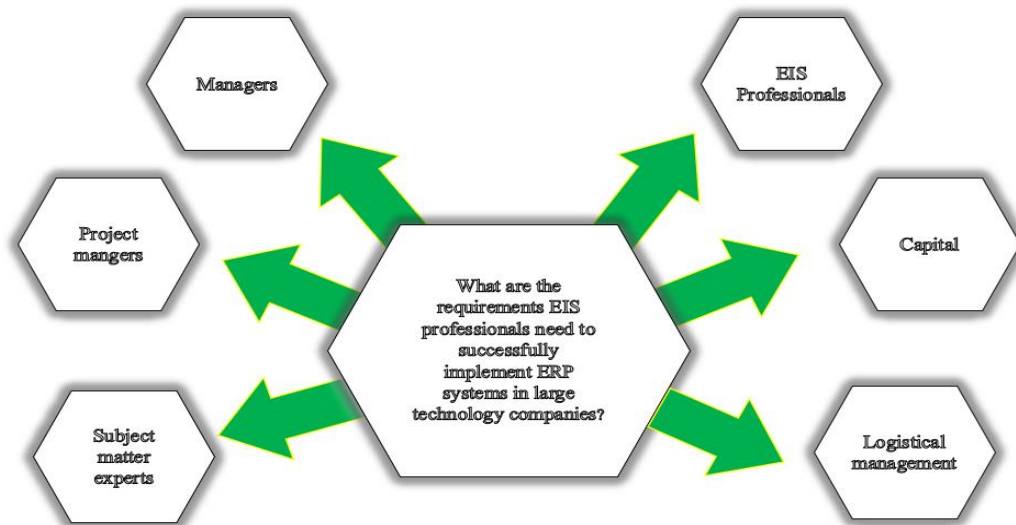 Managers
EIS
Professionals
Project
mangers
Capital
What are the
requirements EIS
professionals need to
successfully
implement ERP
systems in large
technology companies?
Subject
matter
experts
Logistical
management